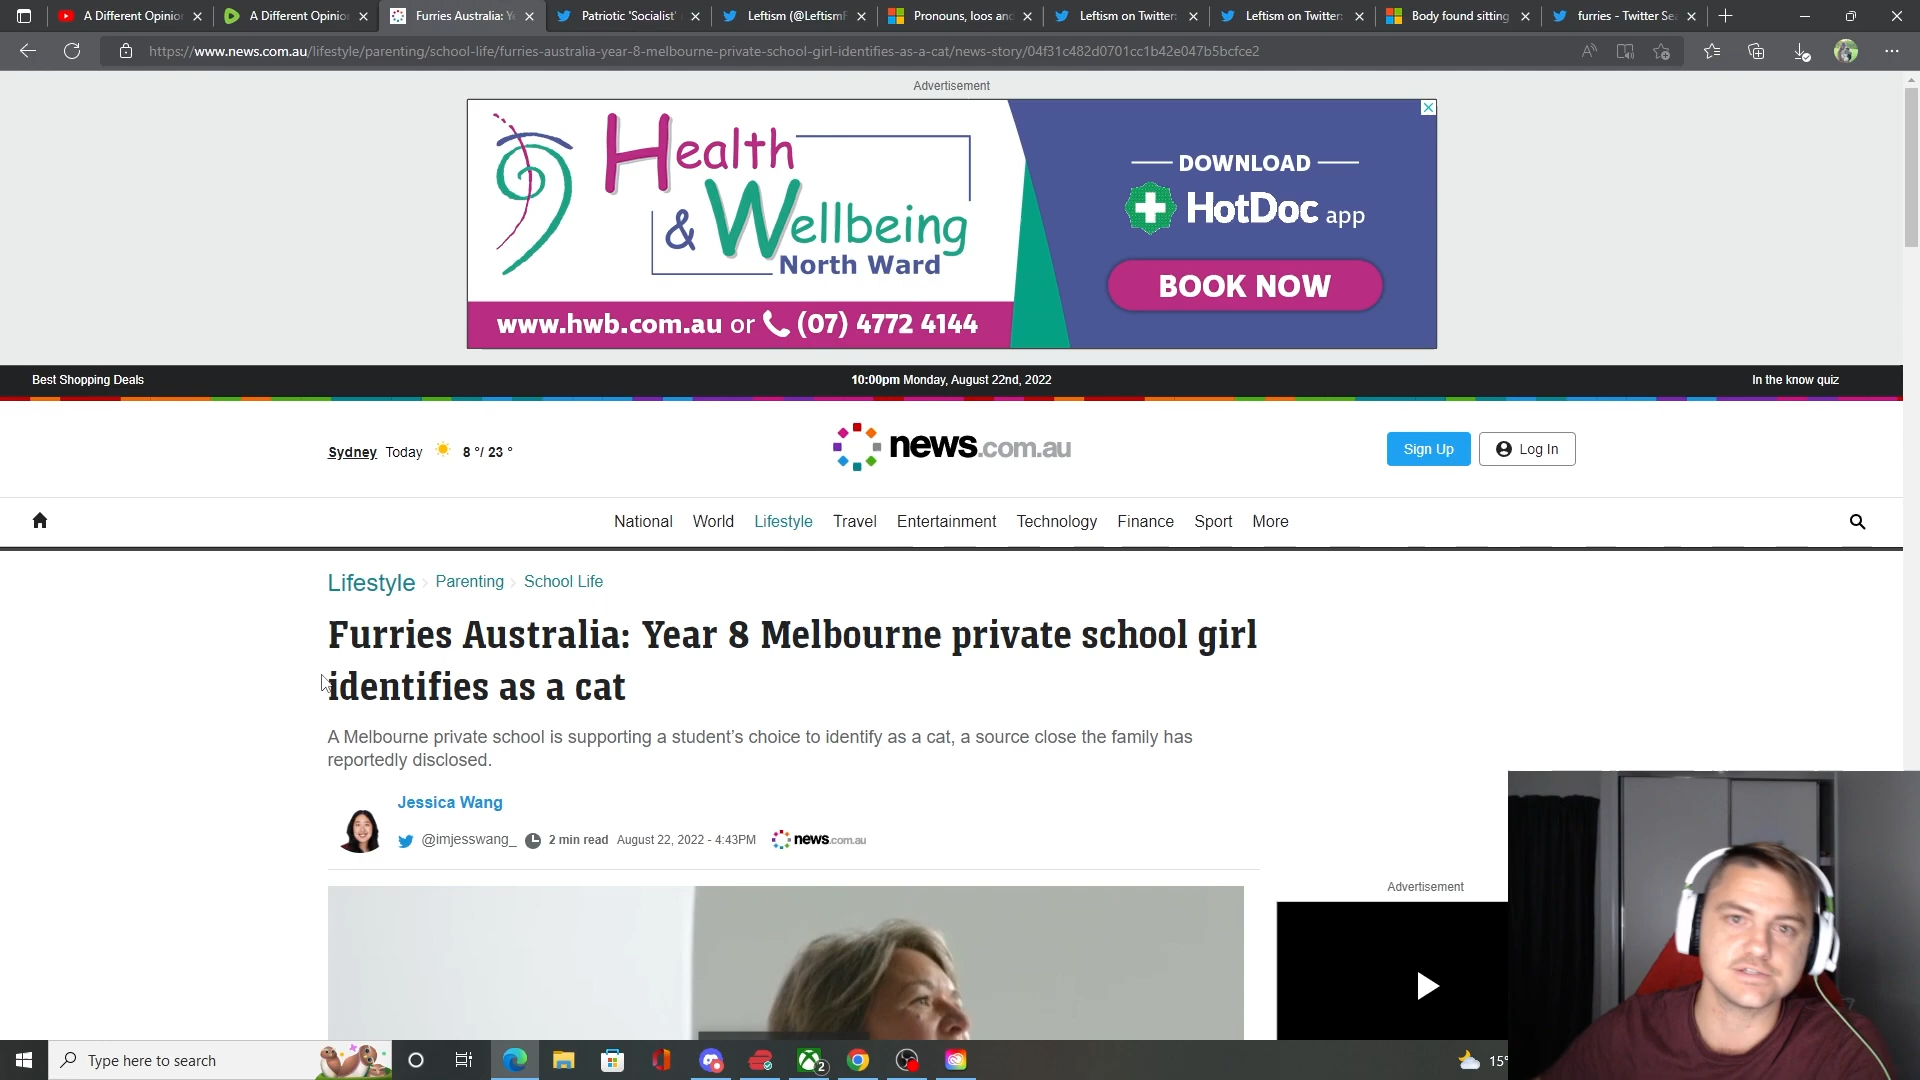 A Different Opinio
A Different Opinio
Furries Australia: Y
Patriotic 'Socialist'
Leftism (@LeftismF
Pronouns, loos and
Leftism on Twitter:
Leftism on Twitter:
Body found sitting
furries - Twitter Se
https://www.news.com.au/lifestyle/parenting/school-life/furries-australia-year-8-melbourne-private-school-girl-identifies-as-a-cat/news-story/04f31c482d0701cc1b42e047b5bcfce2
Advertisement
Health
& Wellbeing
North Ward
www.hwb.com.au or (07) 4772 4144
DOWNLOAD
HotDoc app
BOOK NOW
Best Shopping Deals
10:00pm Monday, August 22nd, 2022
In the know quiz
Sydney Today 8 °/ 23 °
news.com.au
Sign Up
Log In
National World Lifestyle Travel Entertainment Technology Finance Sport More
Lifestyle Parenting School Life
Furries Australia: Year 8 Melbourne private school girl
identifies as a cat
A Melbourne private school is supporting a student's choice to identify as a cat, a source close the family has
reportedly disclosed.
Jessica Wang
@imjesswang_ 2 min read August 22, 2022 - 4:43PM news.com.au
Advertisement
Type here to search
2
15°